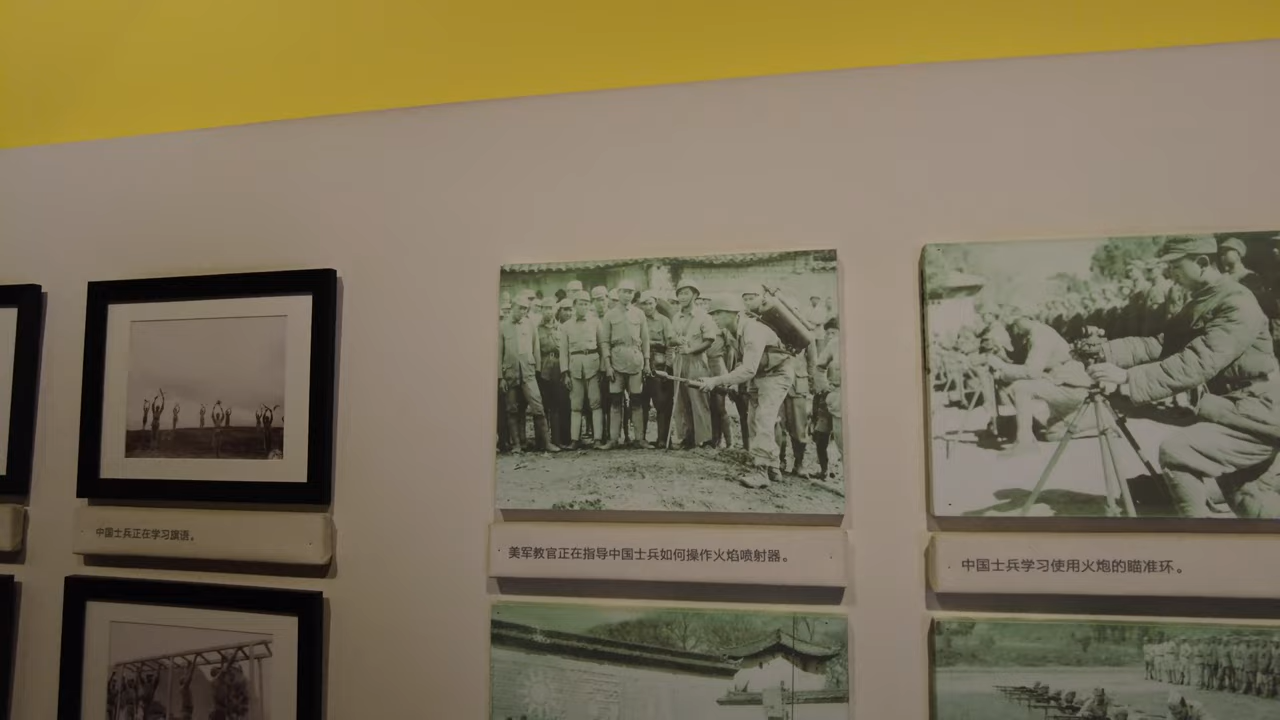 中国士兵正在学习旗语。
美军教官正在指导中国士兵如何操作火焰喷射器。
中国士兵学习使用火炮的瞄准环。